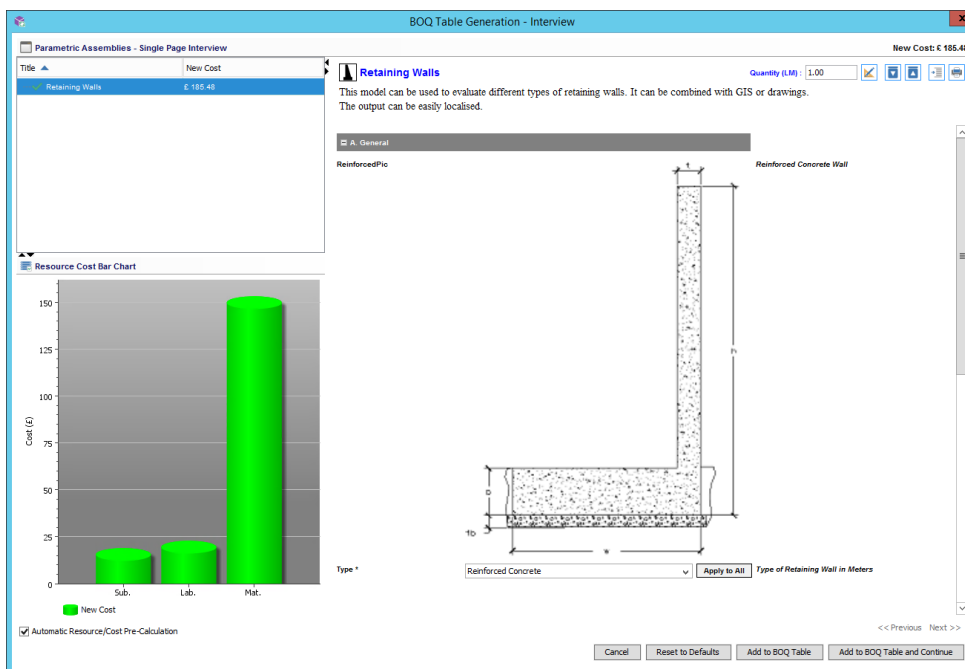 BOQ Table Generation - Interview
x
Parametric Assemblies - Single Page Interview
New Cost: £ 185.48
Title
New Cost
Retaining Walls
£ 185.48
Retaining Walls
Quantity (LM) :
1.00
This model can be used to evaluate different types of retaining walls. It can be combined with GIS or drawings.
The output can be easily localised.
A. General
ReinforcedPic
Reinforced Concrete Wall
t
h
b
tb
w
Type *
Reinforced Concrete
Apply to All
Type of Retaining Wall in Meters
Resource Cost Bar Chart
150
125
100
75
50
25
0
Cost (£)
Sub.
Lab.
Mat.
New Cost
Automatic Resource/Cost Pre-Calculation
<< Previous
Next >>
Cancel
Reset to Defaults
Add to BOQ Table
Add to BOQ Table and Continue